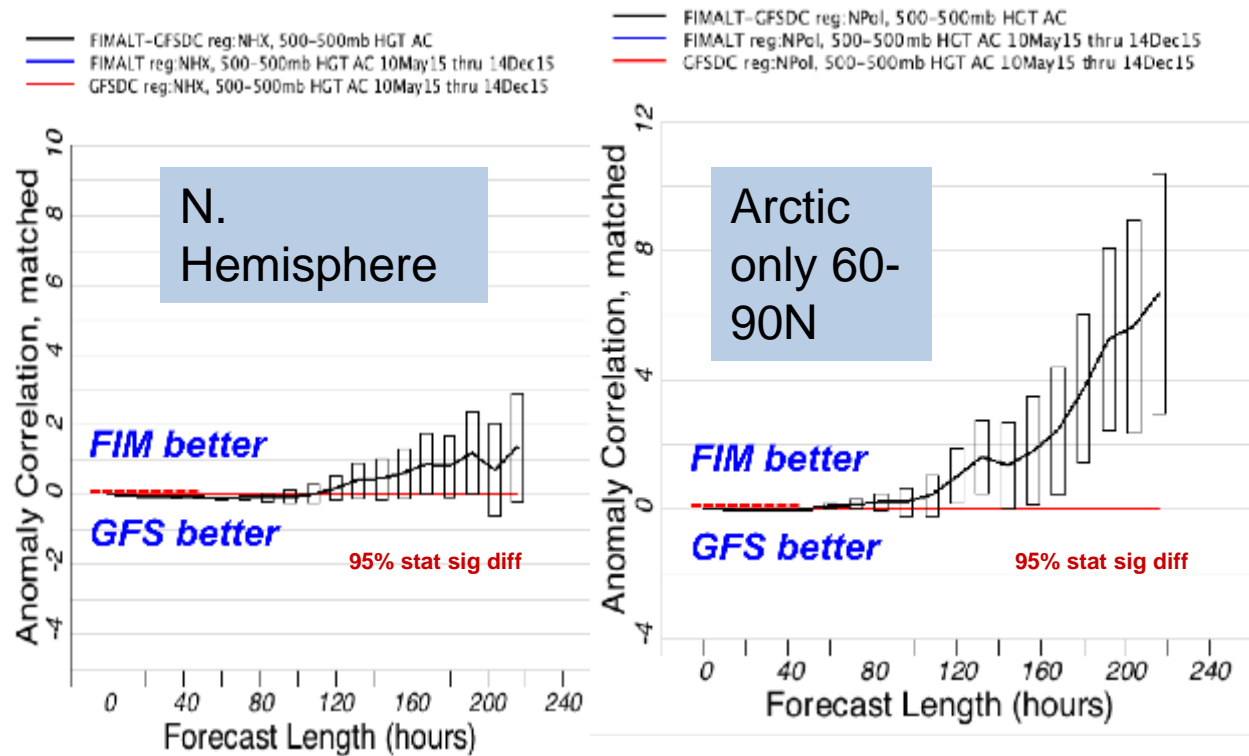 FIMALT-GFSDC reg:NHX, 500-500mb HGT AC
FIMALT reg:NHX, 500-500mb HGT AC 10May15 thru 14Dec15
GFSDC reg:NHX, 500-500mb HGT AC 10May15 thru 14Dec15
Anomaly Correlation, matched
10
8
6
4
2
0
-2
-4
N.
Hemisphere
FIM better
GFS better
95% stat sig diff
0 40 80 120 160 200 240
Forecast Length (hours)
FIMALT-GFSDC reg:NPol, 500-500mb HGT AC
FIMALT reg:NPol, 500-500mb HGT AC 10May15 thru 14Dec15
GFSDC reg:NPol, 500-500mb HGT AC 10May15 thru 14Dec15
Anomaly Correlation, matched
12
8
4
0
-4
Arctic
only 60-
90N
FIM better
GFS better
95% stat sig diff
0 40 80 120 160 200 240
Forecast Length (hours)